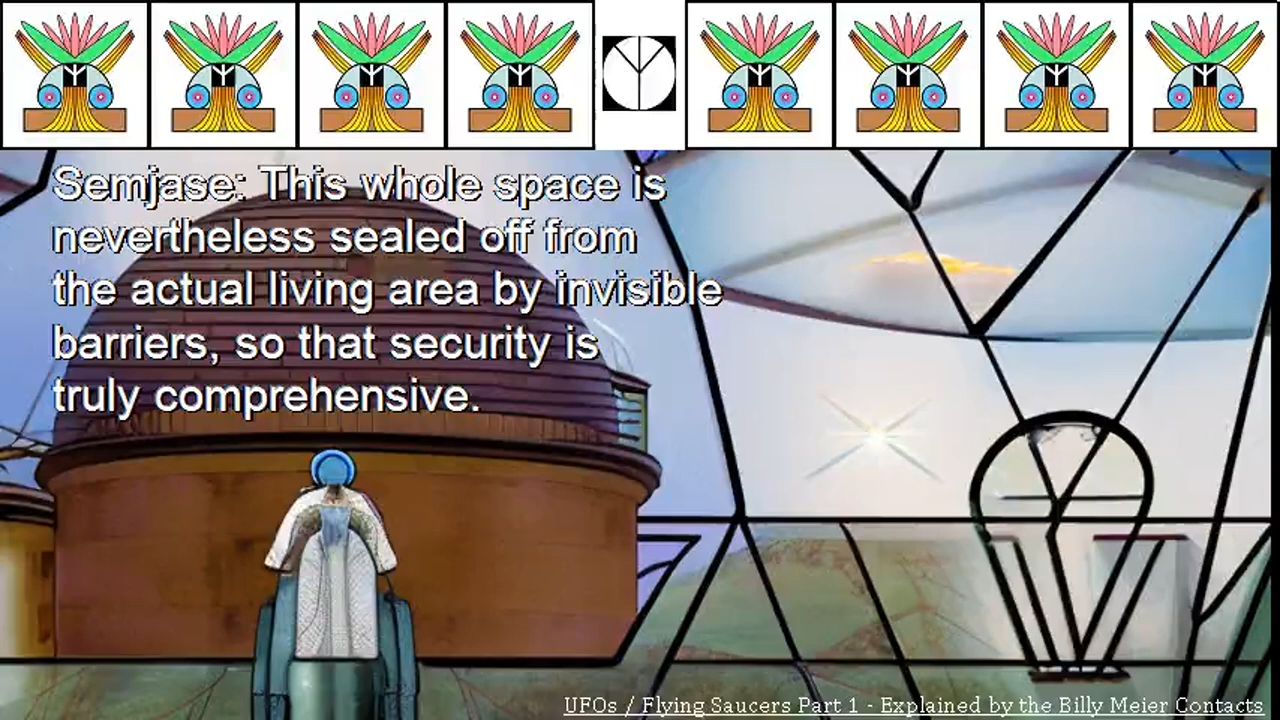 Semjase: This whole space is
nevertheless sealed off from
the actual living area by invisible
barriers, so that security is
truly comprehensive.
UFOs / Flying Saucers Part 1 - Explained by the Billy Meier Contacts